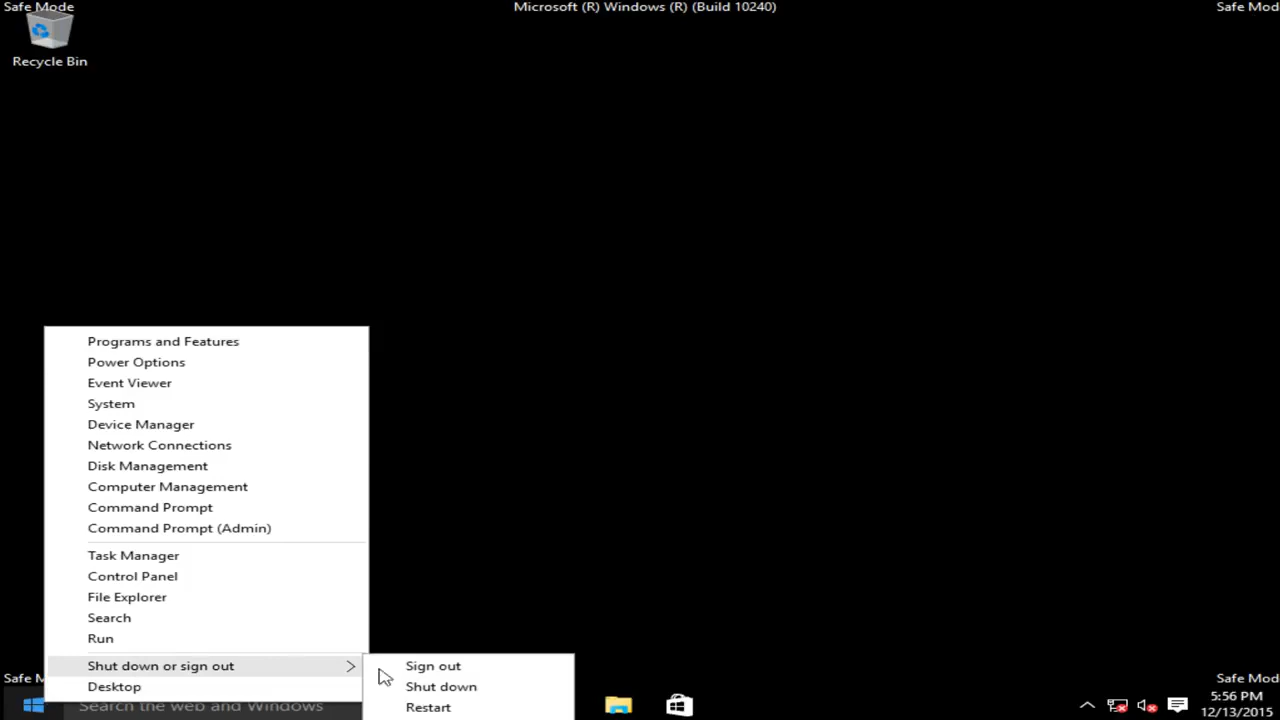 Safe Mode
Microsoft (R) Windows (R) (Build 10240)
Safe Mod
Recycle Bin
Programs and Features
Power Options
Event Viewer
System
Device Manager
Network Connections
Disk Management
Computer Management
Command Prompt
Command Prompt (Admin)
Task Manager
Control Panel
File Explorer
Search
Run
Shut down or sign out
Desktop
Sign out
Shut down
Restart
Safe M
Safe Mod
Search the web and Windows
5:56 PM
12/13/2015